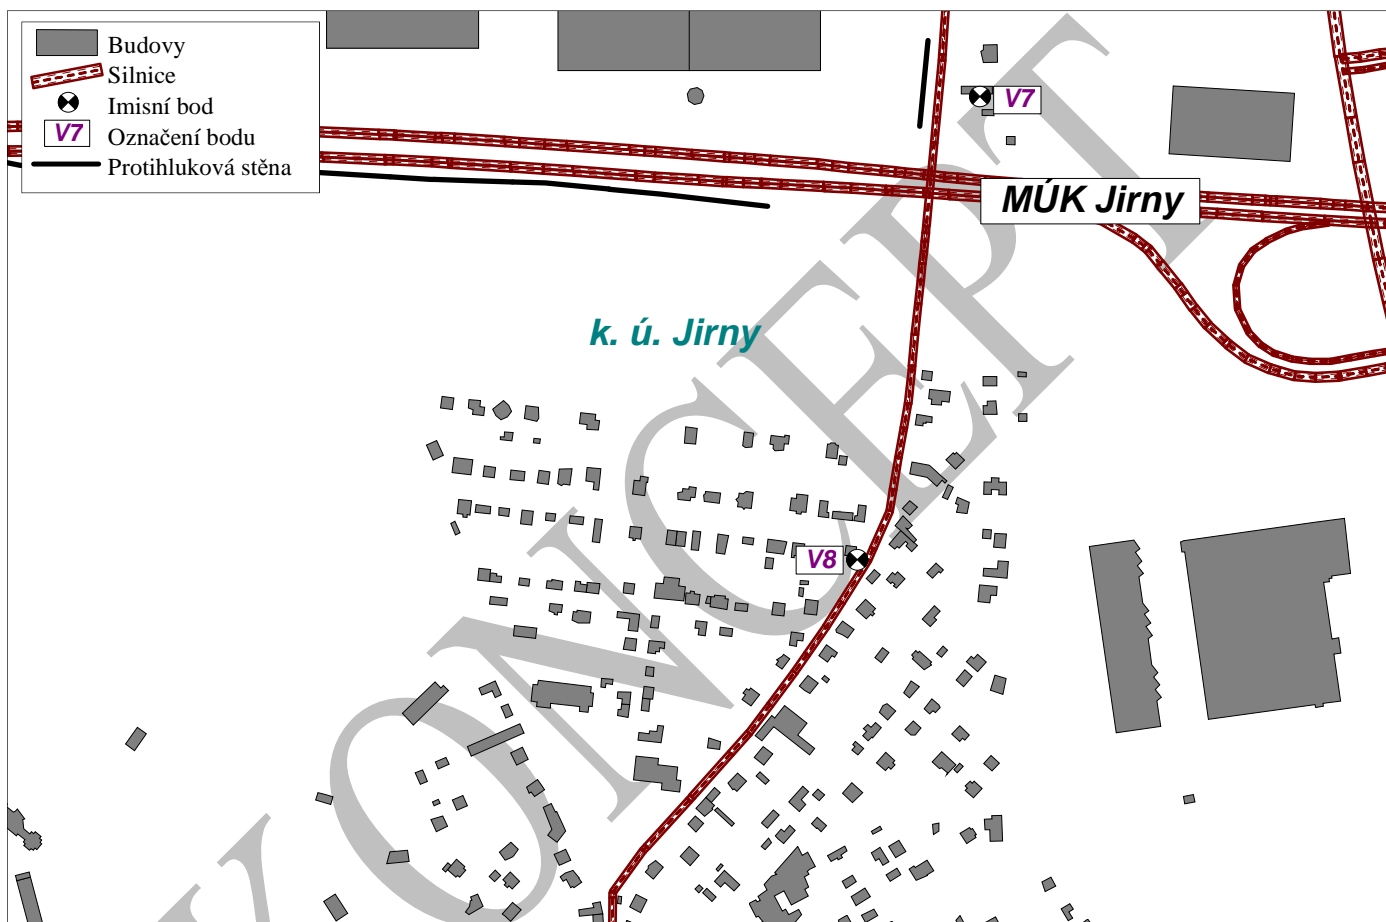 Budovy
Silnice
Imisní bod
V7 Označení bodu
Protihluková stěna
V7
MÚK Jirny
k. ú. Jirny
V8
KONCEPT